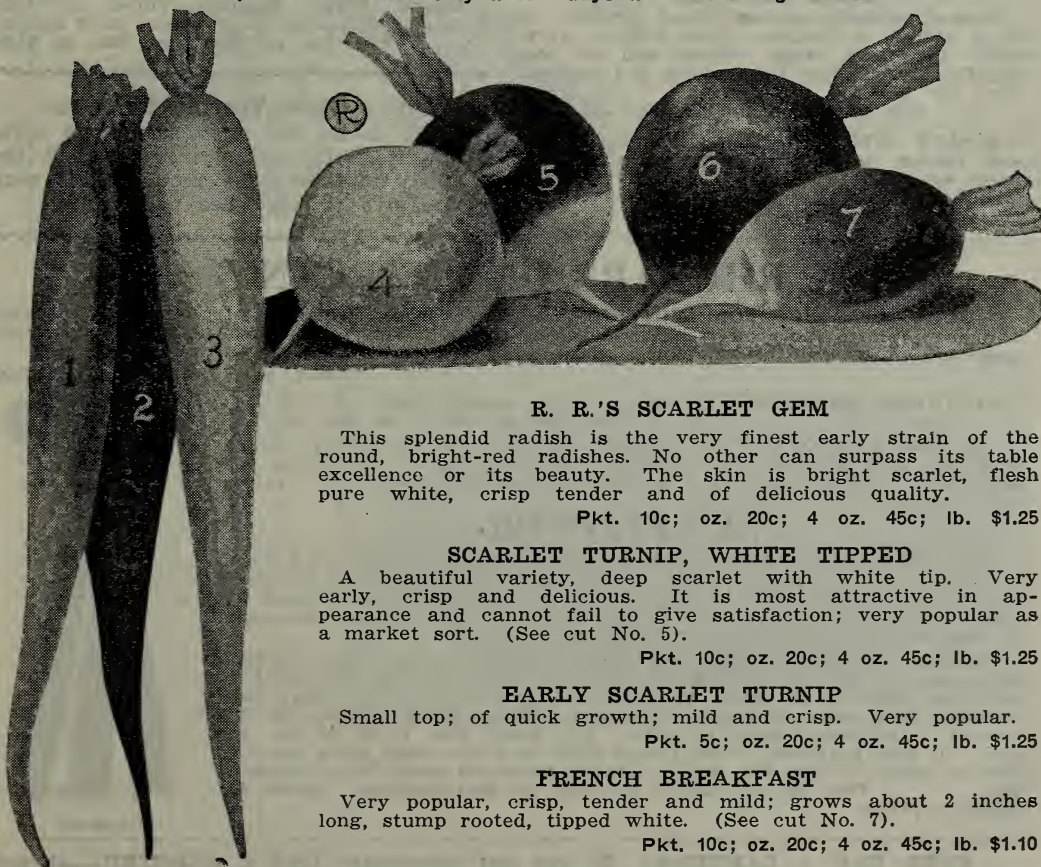 R
1
2
3
4
5
6
7
R. R.'S SCARLET GEM
This splendid radish is the very finest early strain of the
round, bright-red radishes. No other can surpass its table
excellence or its beauty. The skin is bright scarlet, flesh
pure white, crisp tender and of delicious quality.
Pkt. 10c; oz. 20c; 4 oz. 45c; lb. $1.25
SCARLET TURNIP, WHITE TIPPED
A beautiful variety, deep scarlet with white tip. Very
early, crisp and delicious. It is most attractive in ap-
pearance and cannot fail to give satisfaction; very popular as
a market sort. (See cut No. 5).
Pkt. 10c; oz. 20c; 4 oz. 45c; lb. $1.25
EARLY SCARLET TURNIP
Small top; of quick growth; mild and crisp. Very popular.
Pkt. 5c; oz. 20c; 4 oz. 45c; lb. $1.25
FRENCH BREAKFAST
Very popular, crisp, tender and mild; grows about 2 inches
long, stump rooted, tipped white. (See cut No. 7).
Pkt. 10c; oz. 20c; 4 oz. 45c; lb. $1.10